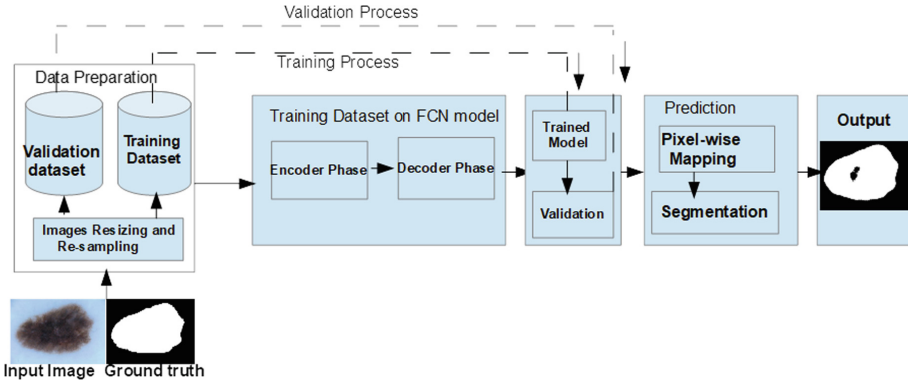 Validation Process
Training Process
Data Preparation
Validation
dataset
Training
Dataset
Images Resizing and
Re-sampling
Input Image
Ground truth
Training Dataset on FCN model
Encoder Phase
Decoder Phase
Trained
Model
Validation
Prediction
Pixel-wise
Mapping
Segmentation
Output